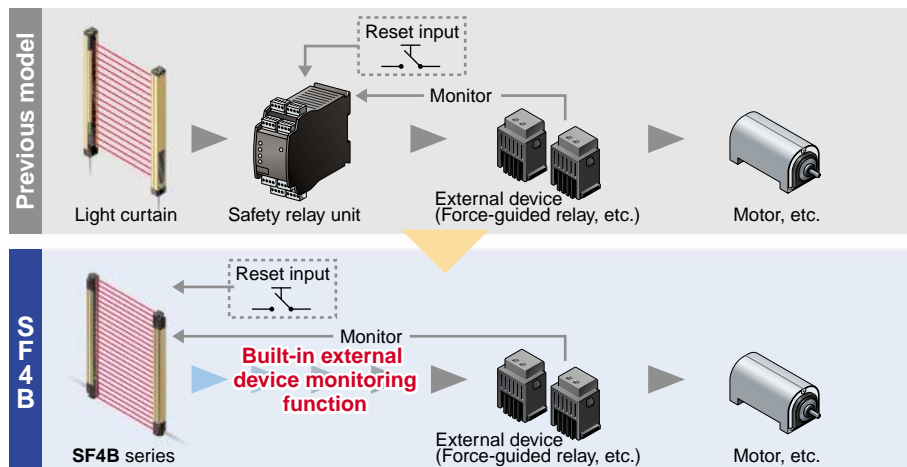 Previous model
Reset input
Monitor
Light curtain
Safety relay unit
External device
(Force-guided relay, etc.)
Motor, etc.
SF4B
Reset input
Monitor
Built-in external
device monitoring
function
SF4B series
External device
(Force-guided relay, etc.)
Motor, etc.